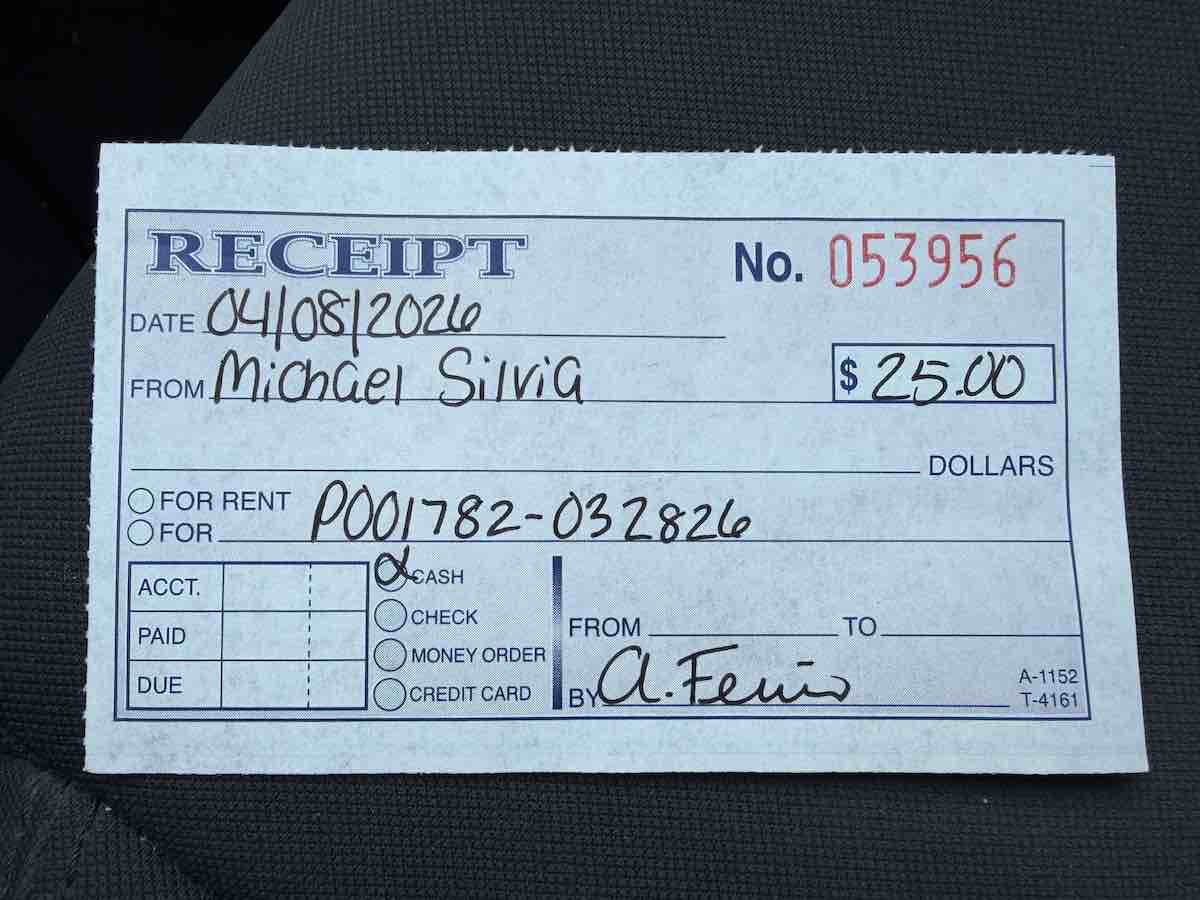 RECEIPT No. 053956
DATE 04/08/2026
FROM Michael Silvia $ 25.00
DOLLARS
FOR RENT
FOR P001782-032826
ACCT.
PAID
DUE
CASH
CHECK
MONEY ORDER
CREDIT CARD
FROM TO
BY A.
A-1152
T-4161